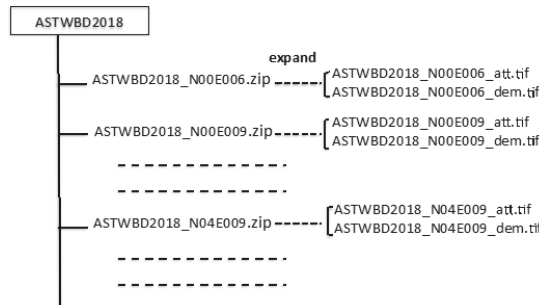 ASTWBD2018
expand
ASTWBD2018_N00E006.zip
ASTWBD2018_N00E006_att.tif
ASTWBD2018_N00E006_dem.tif
ASTWBD2018_N00E009.zip
ASTWBD2018_N00E009_att.tif
ASTWBD2018_N00E009_dem.tif
ASTWBD2018_N04E009.zip
ASTWBD2018_N04E009_att.tif
ASTWBD2018_N04E009_dem.tif